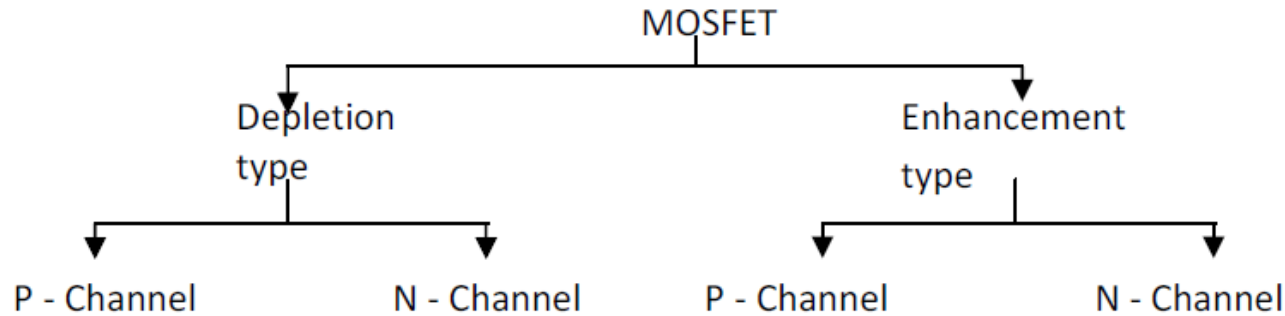 MOSFET
Depletion
type
Enhancement
type
P - Channel
N - Channel
P - Channel
N - Channel